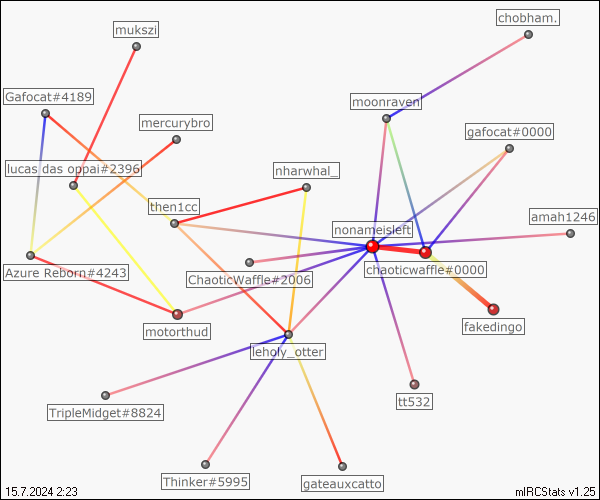 chobham.
mukszi
Gafocat#4189
moonraven
mercurybro
gafocat#0000
lucas das oppai#2396
nharwhal_
then1cc
amah1246
nonameisleft
Azure Reborn#4243
ChaoticWaffle#2006
chaoticwaffle#0000
motorthud
fakedingo
leholy_otter
tt532
TripleMidget#8824
Thinker#5995
gateauxcatto
15.7.2024 2:23
mIRCStats v1.25